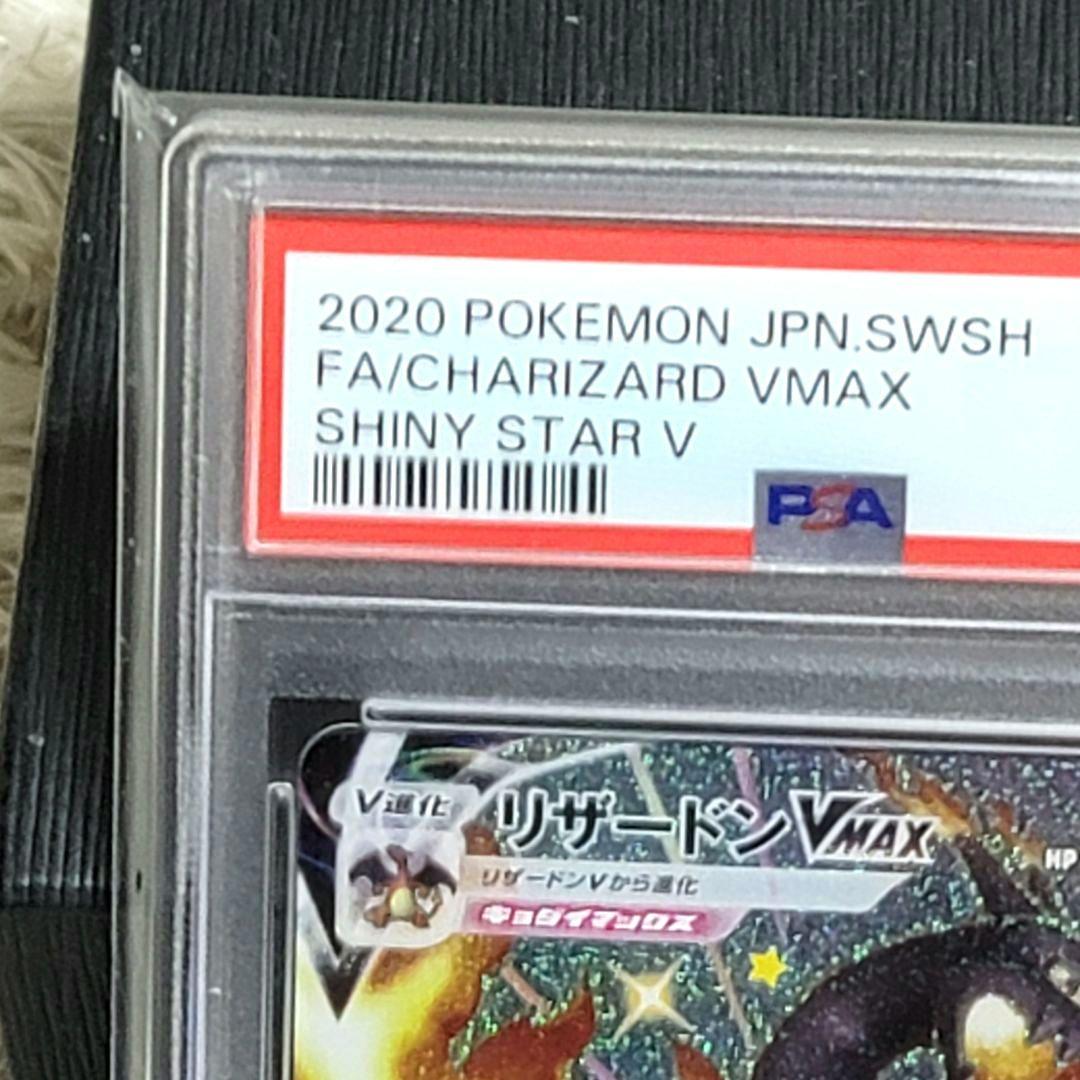 2020 POKEMON JPN.SWSH
FA/CHARIZARD VMAX
SHINY STAR V
PSA
V進化
リザードンVMAX
HP
リザードンVから進化
キョダイマックス